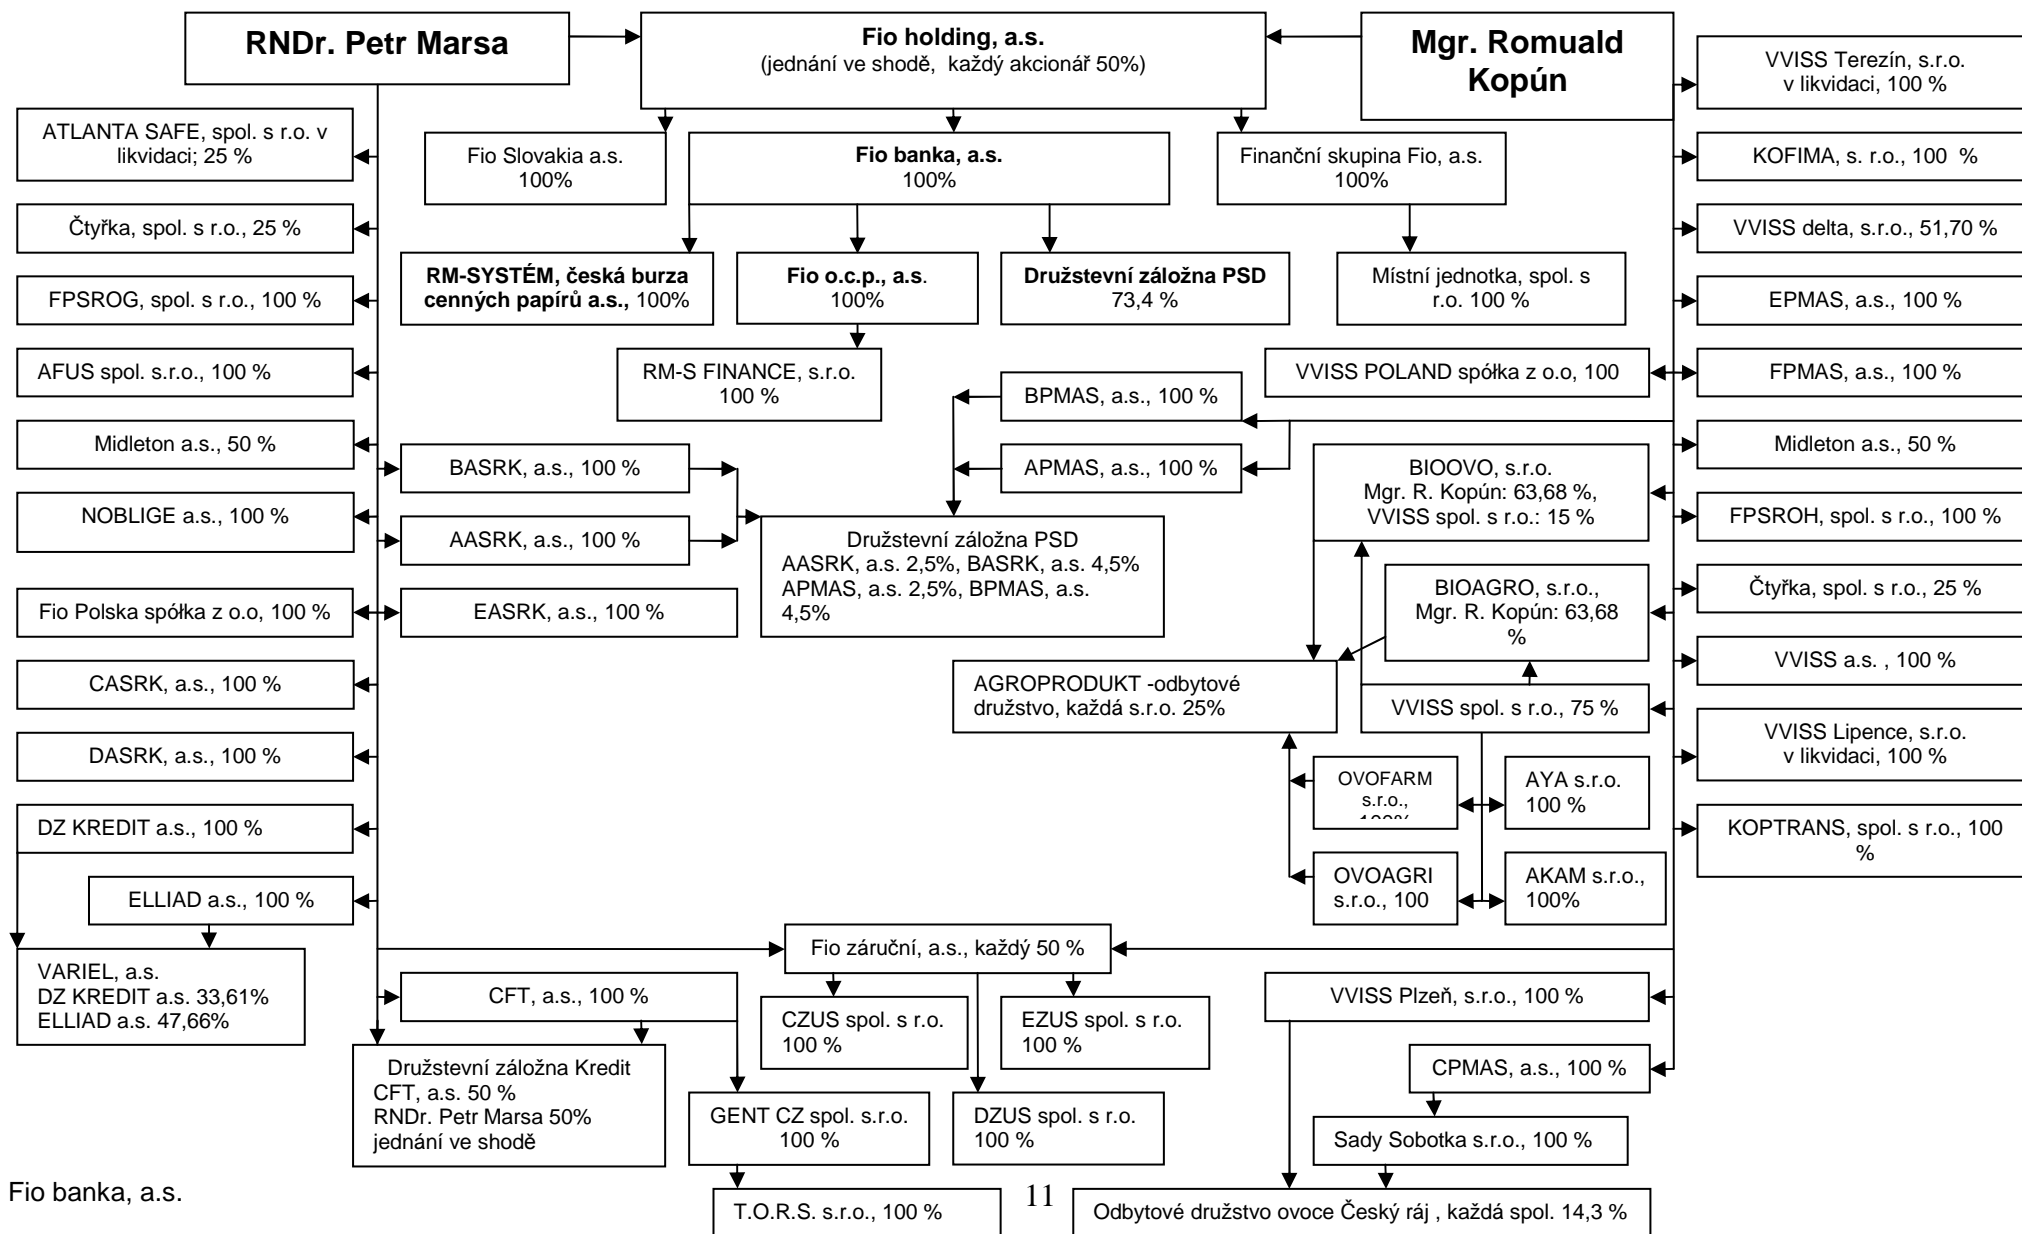 RNDr. Petr Marsa
Fio holding, a.s.
(jednání ve shodě, každý akcionář 50%)
Mgr. Romuald
Kopún
VVISS Terezín, s.r.o.
v likvidaci, 100 %
ATLANTA SAFE, spol. s r.o. v
likvidaci; 25 %
Fio Slovakia a.s.
100%
Fio banka, a.s.
100%
Finanční skupina Fio, a.s.
100%
KOFIMA, s. r.o., 100 %
Čtyřka, spol. s r.o., 25 %
VVISS delta, s.r.o., 51,70 %
RM-SYSTÉM, česká burza
cenných papírů a.s., 100%
Fio o.c.p., a.s.
100%
Družstevní záložna PSD
73,4 %
Místní jednotka, spol. s
r.o. 100 %
FPSROG, spol. s r.o., 100 %
EPMAS, a.s., 100 %
AFUS spol. s.r.o., 100 %
RM-S FINANCE, s.r.o.
100 %
BPMAS, a.s., 100 %
VVISS POLAND spółka z o.o, 100
FPMAS, a.s., 100 %
Midleton a.s., 50 %
BASRK, a.s., 100 %
APMAS, a.s., 100 %
BIOOVO, s.r.o.
Mgr. R. Kopún: 63,68 %,
VVISS spol. s r.o.: 15 %
Midleton a.s., 50 %
NOBLIGE a.s., 100 %
AASRK, a.s., 100 %
Družstevní záložna PSD
AASRK, a.s. 2,5%, BASRK, a.s. 4,5%
APMAS, a.s. 2,5%, BPMAS, a.s.
4,5%
FPSROH, spol. s r.o., 100 %
Fio Polska spółka z o.o, 100 %
EASRK, a.s., 100 %
BIOAGRO, s.r.o.,
Mgr. R. Kopún: 63,68
%
Čtyřka, spol. s r.o., 25 %
CASRK, a.s., 100 %
AGROPRODUKT -odbytové
družstvo, každá s.r.o. 25%
VVISS spol. s r.o., 75 %
VVISS a.s. , 100 %
DASRK, a.s., 100 %
OVOFARM
s.r.o.,
100%
AYA s.r.o.
100 %
VVISS Lipence, s.r.o.
v likvidaci, 100 %
DZ KREDIT a.s., 100 %
KOPTRANS, spol. s r.o., 100
%
ELLIAD a.s., 100 %
OVOAGRI
s.r.o., 100
AKAM s.r.o.,
100%
VARIEL, a.s.
DZ KREDIT a.s. 33,61%
ELLIAD a.s. 47,66%
Fio záruční, a.s., každý 50 %
CFT, a.s., 100 %
CZUS spol. s r.o.
100 %
EZUS spol. s r.o.
100 %
VVISS Plzeň, s.r.o., 100 %
Družstevní záložna Kredit
CFT, a.s. 50 %
RNDr. Petr Marsa 50%
jednání ve shodě
CPMAS, a.s., 100 %
GENT CZ spol. s.r.o.
100 %
DZUS spol. s r.o.
100 %
Sady Sobotka s.r.o., 100 %
Fio banka, a.s.
T.O.R.S. s.r.o., 100 %
11
Odbytové družstvo ovoce Český ráj , každá spol. 14,3 %